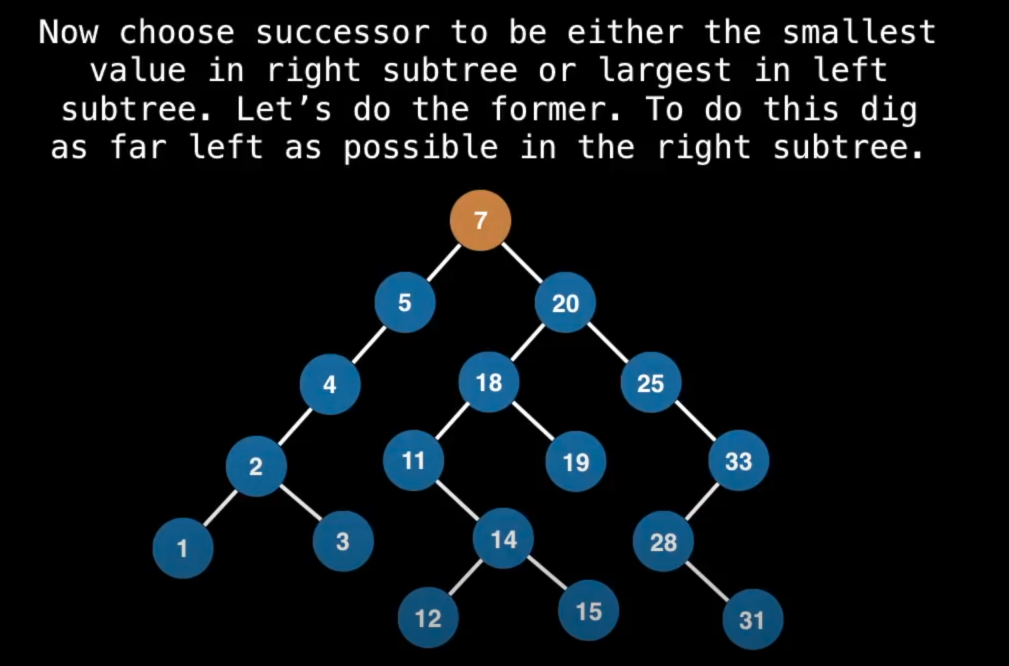 Now choose successor to be either the smallest
value in right subtree or largest in left
subtree. Let’s do the former. To do this dig
as far left as possible in the right subtree.
7
5 20
4 18 25
2 11 19 33
1 3 14 28
12 15 31